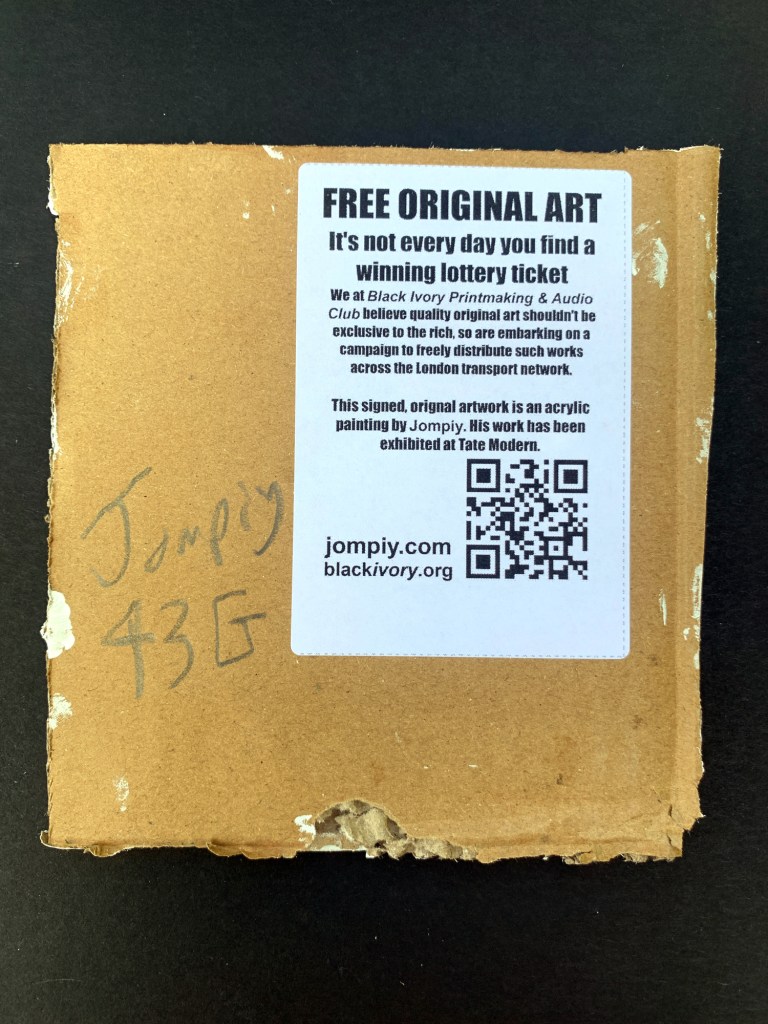 FREE ORIGINAL ART
It's not every day you find a
winning lottery ticket
We at Black Ivory Printmaking & Audio
Club believe quality original art shouldn't be
exclusive to the rich, so are embarking on a
campaign to freely distribute such works
across the London transport network.
This signed, orignal artwork is an acrylic
painting by Jompiy. His work has been
exhibited at Tate Modern.
jompiy.com
blackivory.org
Jompiy
43G